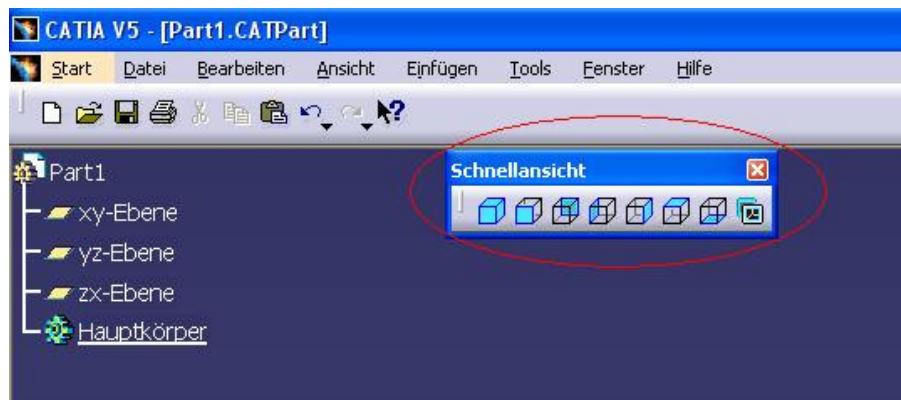 CATIA V5 - [Part1.CATPart]
Start Datei Bearbeiten Ansicht Einfügen Tools Fenster Hilfe
Part1
Schnellansicht
xy-Ebene
yz-Ebene
zx-Ebene
Hauptkörper